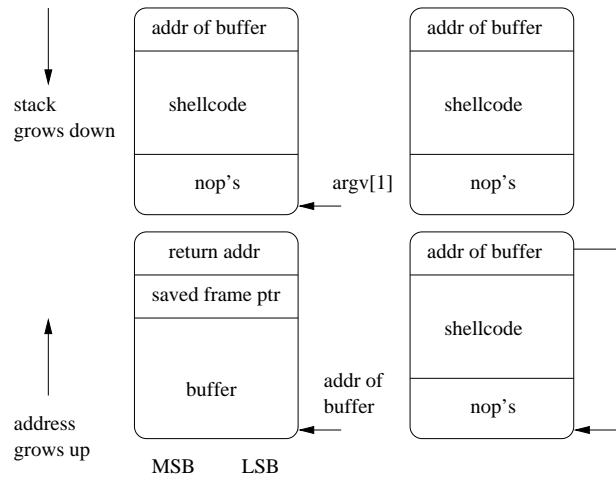 addr of buffer
shellcode
nop's
stack
grows down
argv[1]
addr of buffer
shellcode
nop's
return addr
saved frame ptr
buffer
addr of
buffer
address
grows up
MSB LSB
addr of buffer
shellcode
nop's